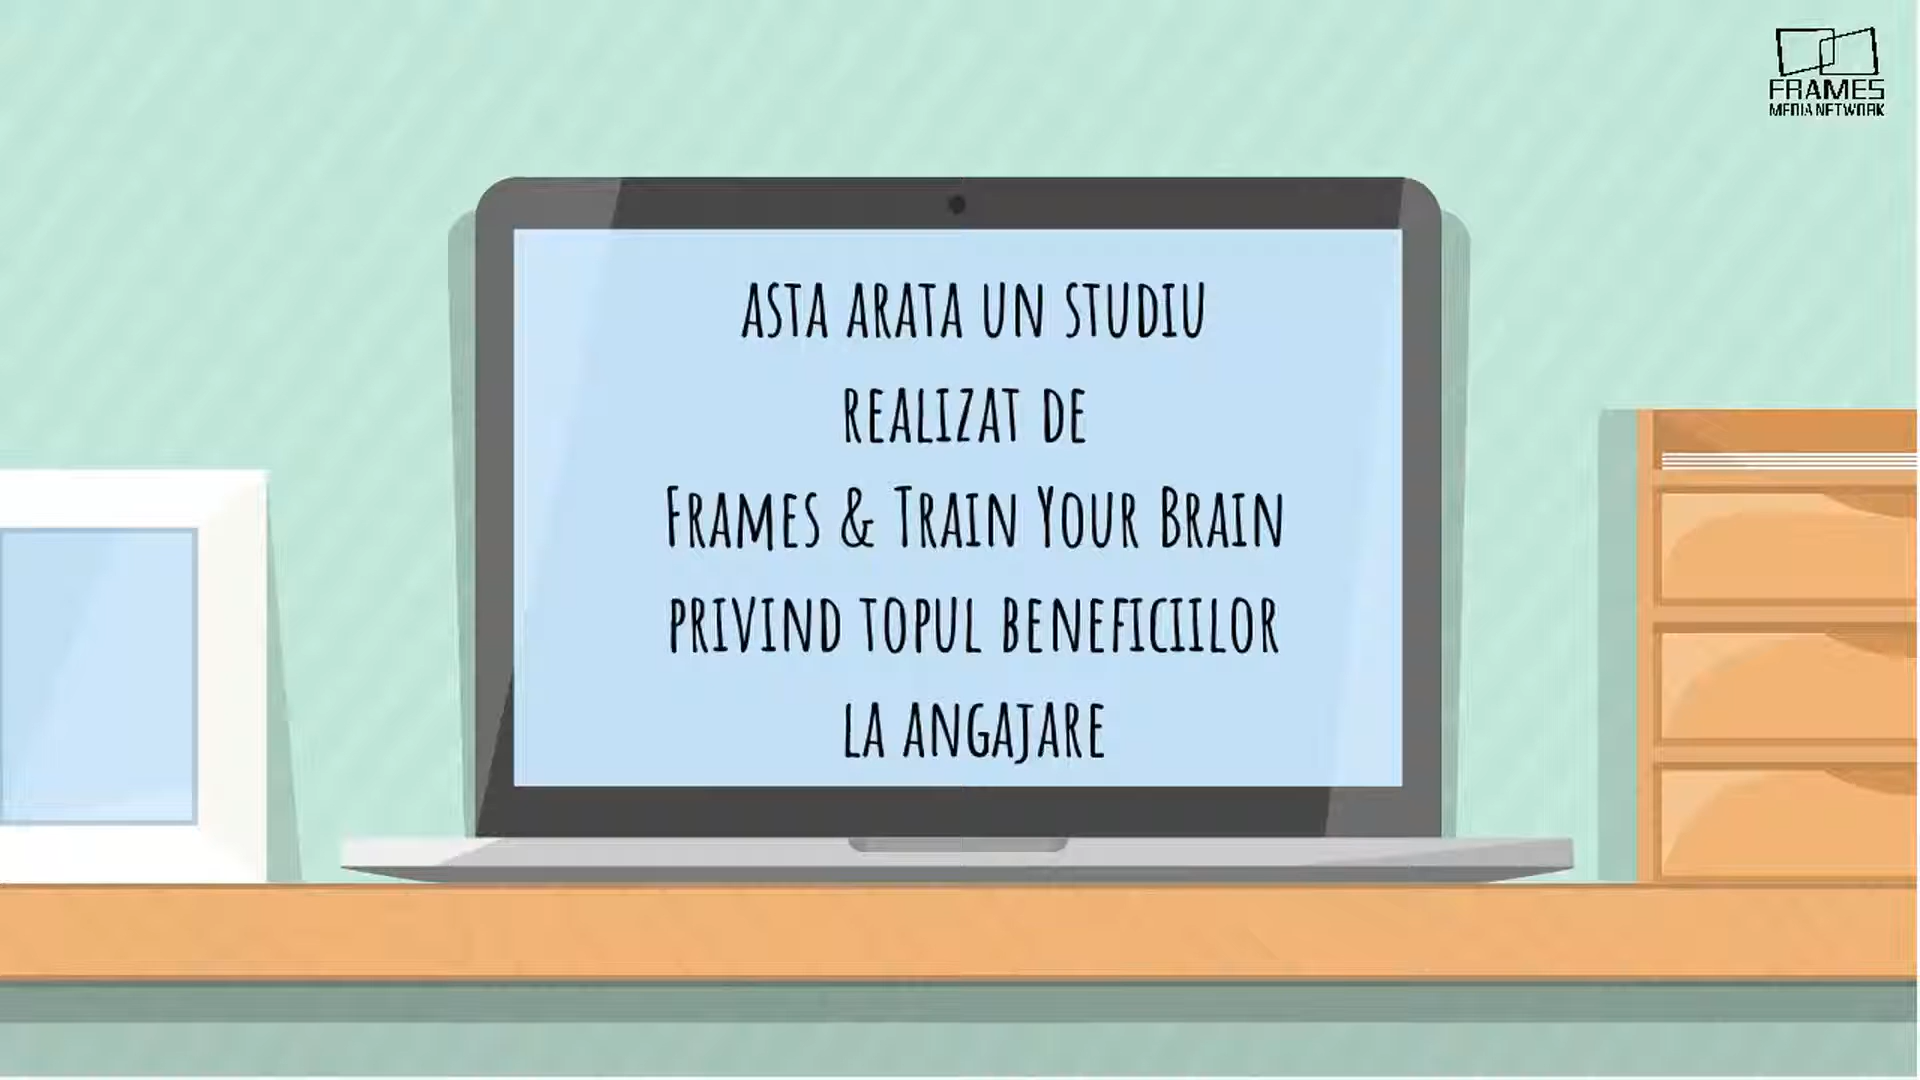 FRAMES
MEDIA NETWORK
ASTA ARATA UN STUDIU
REALIZAT DE
FRAMES & TRAIN YOUR BRAIN
PRIVIND TOPUL BENEFICIILOR
LA ANGAJARE